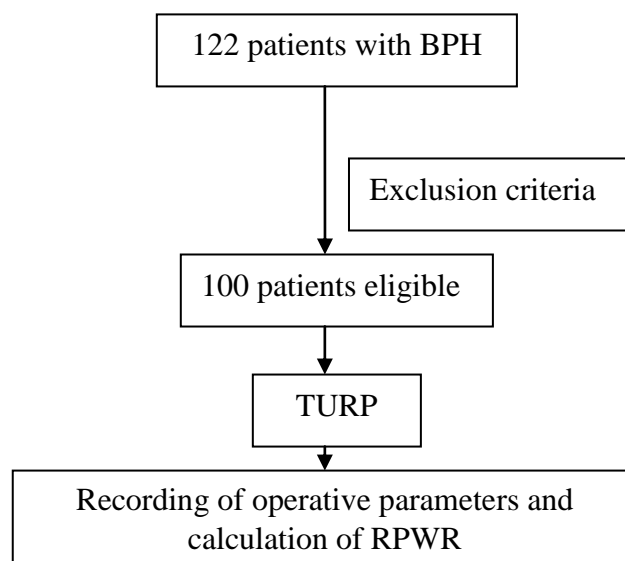 122 patients with BPH
Exclusion criteria
100 patients eligible
TURP
Recording of operative parameters and
calculation of RPWR